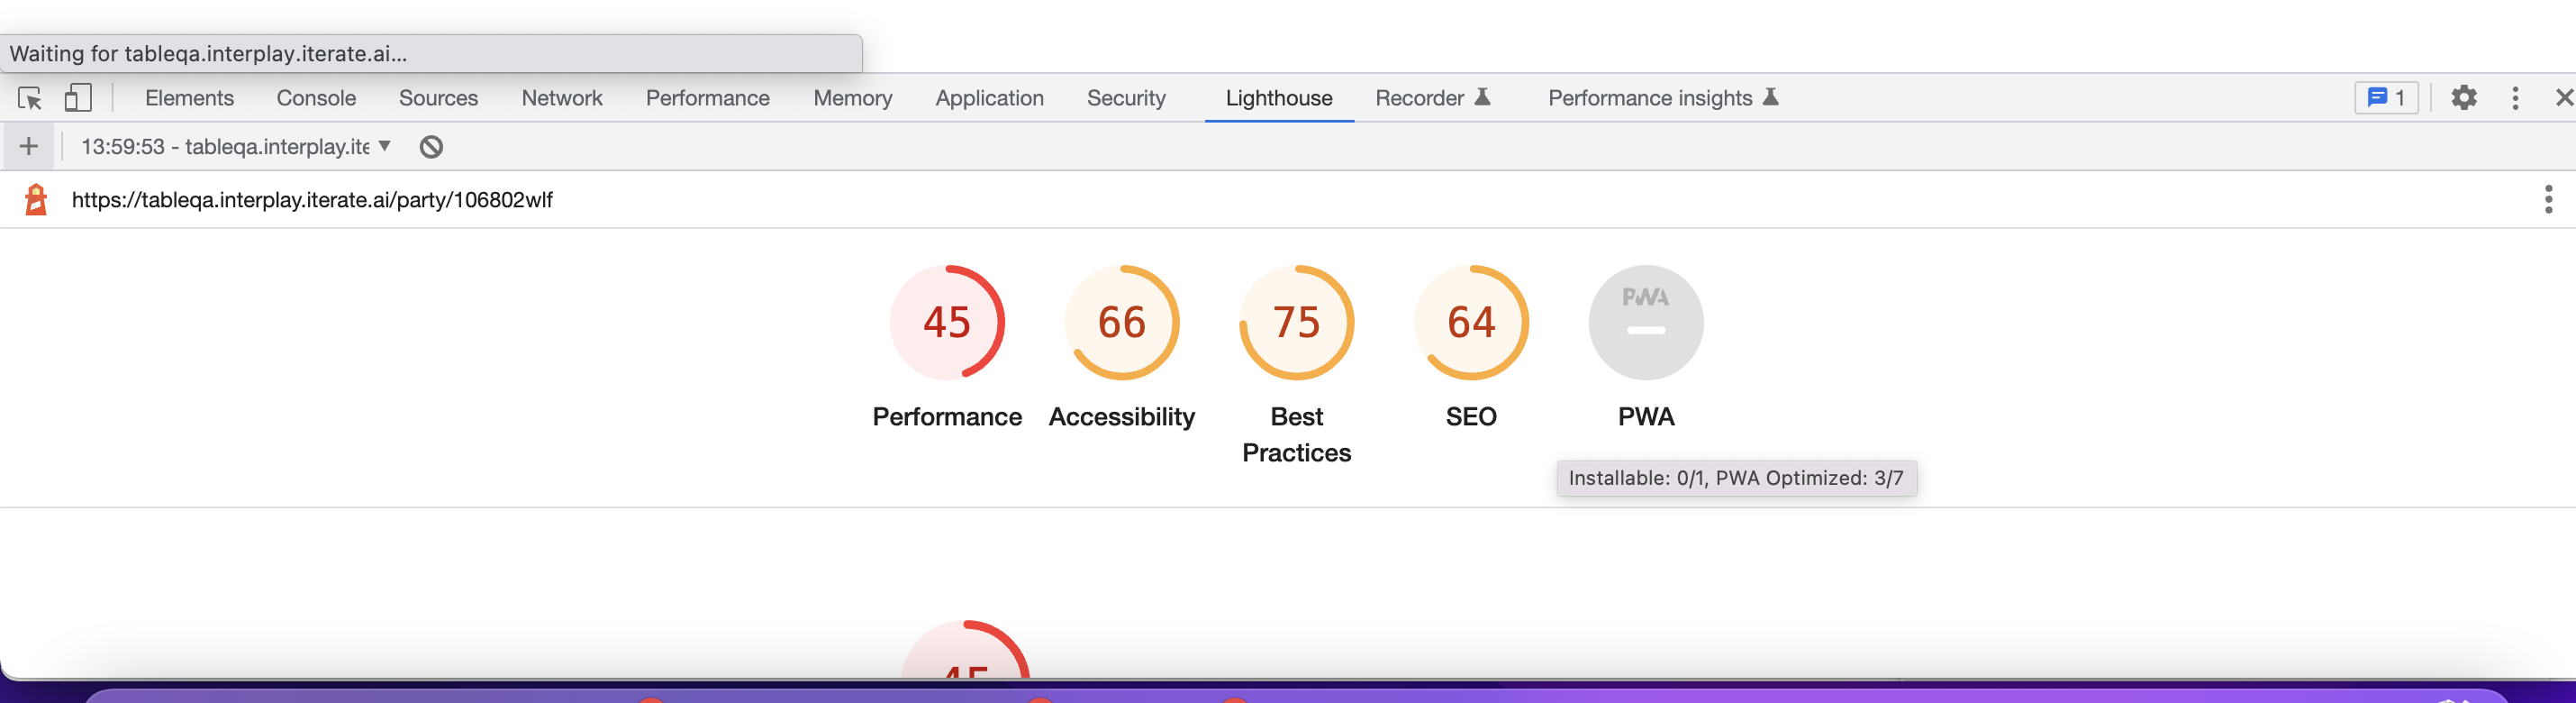 Waiting for tableqa.interplay.iterate.ai...
Elements Console Sources Network Performance Memory Application Security Lighthouse Recorder Performance insights 1
13:59:53 - tableqa.interplay.ite
https://tableqa.interplay.iterate.ai/party/106802wlf
45 66 75 64 PWA
Performance Accessibility Best Practices SEO PWA
Installable: 0/1, PWA Optimized: 3/7
45